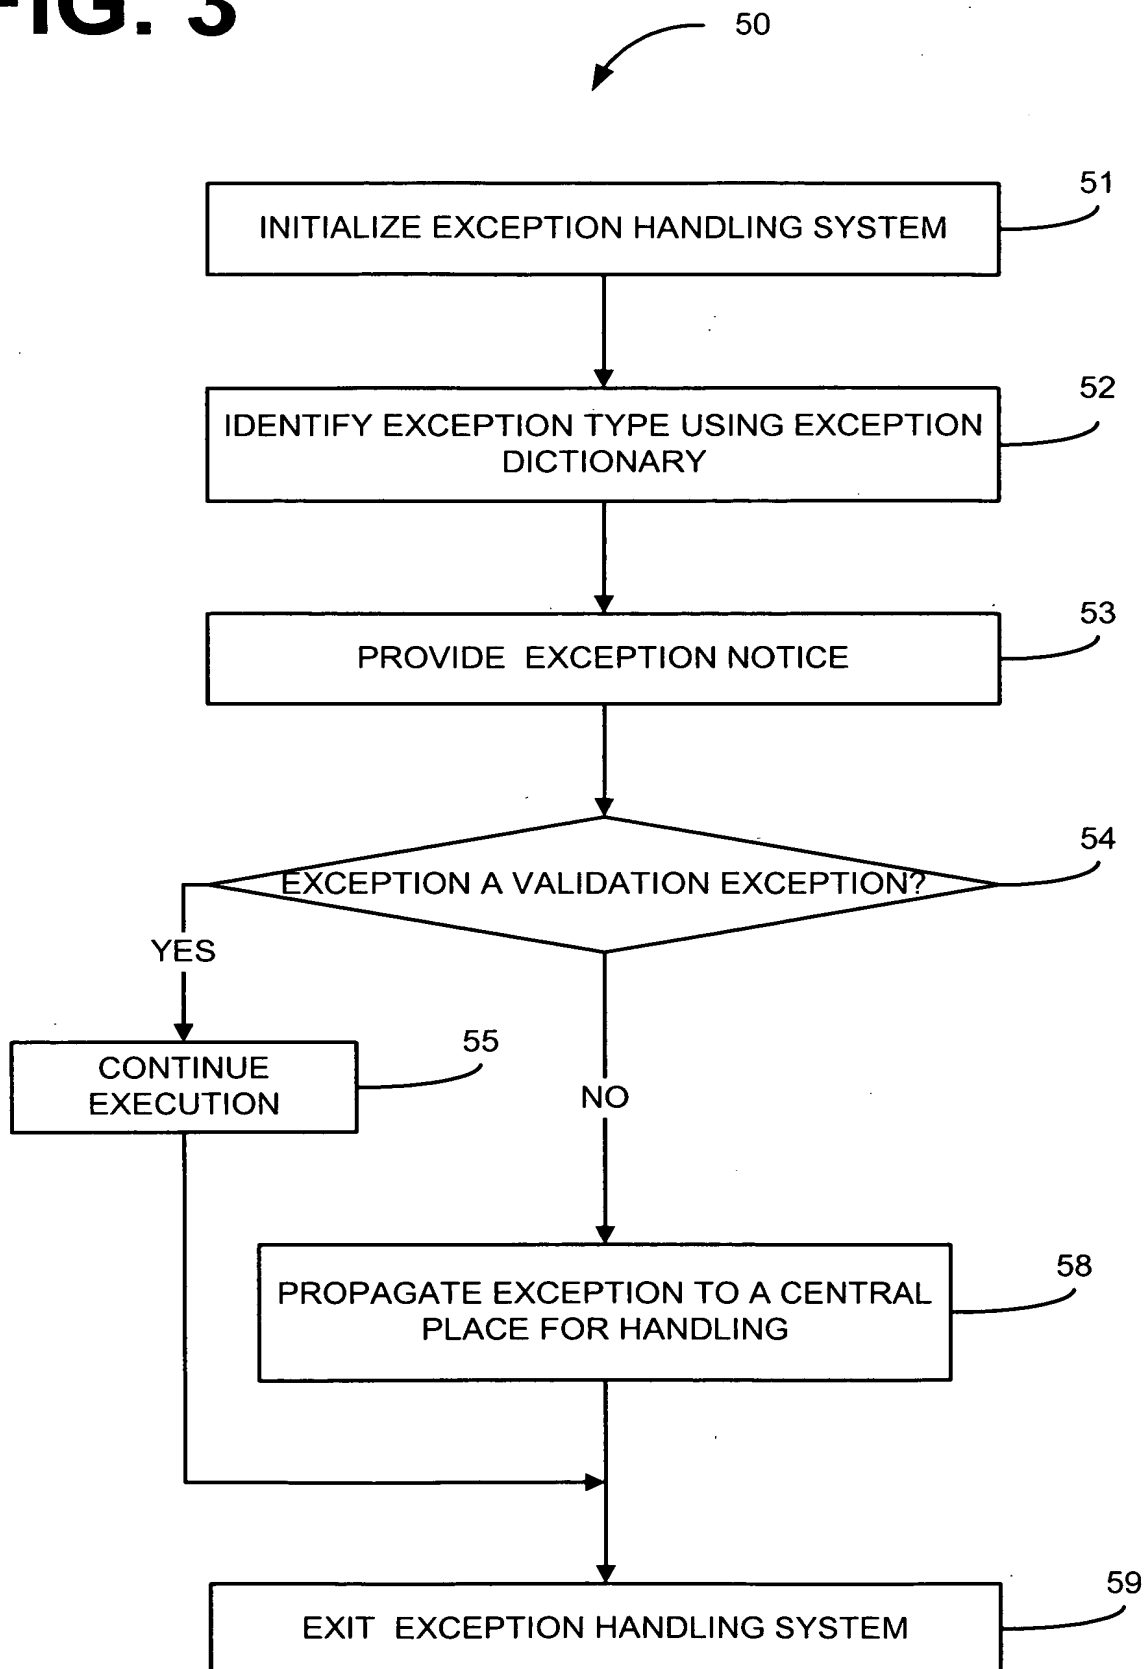 FIG. 3
50
51
INITIALIZE EXCEPTION HANDLING SYSTEM
52
IDENTIFY EXCEPTION TYPE USING EXCEPTION
DICTIONARY
53
PROVIDE EXCEPTION NOTICE
54
EXCEPTION A VALIDATION EXCEPTION?
YES
55
CONTINUE
EXECUTION
NO
58
PROPAGATE EXCEPTION TO A CENTRAL
PLACE FOR HANDLING
59
EXIT EXCEPTION HANDLING SYSTEM